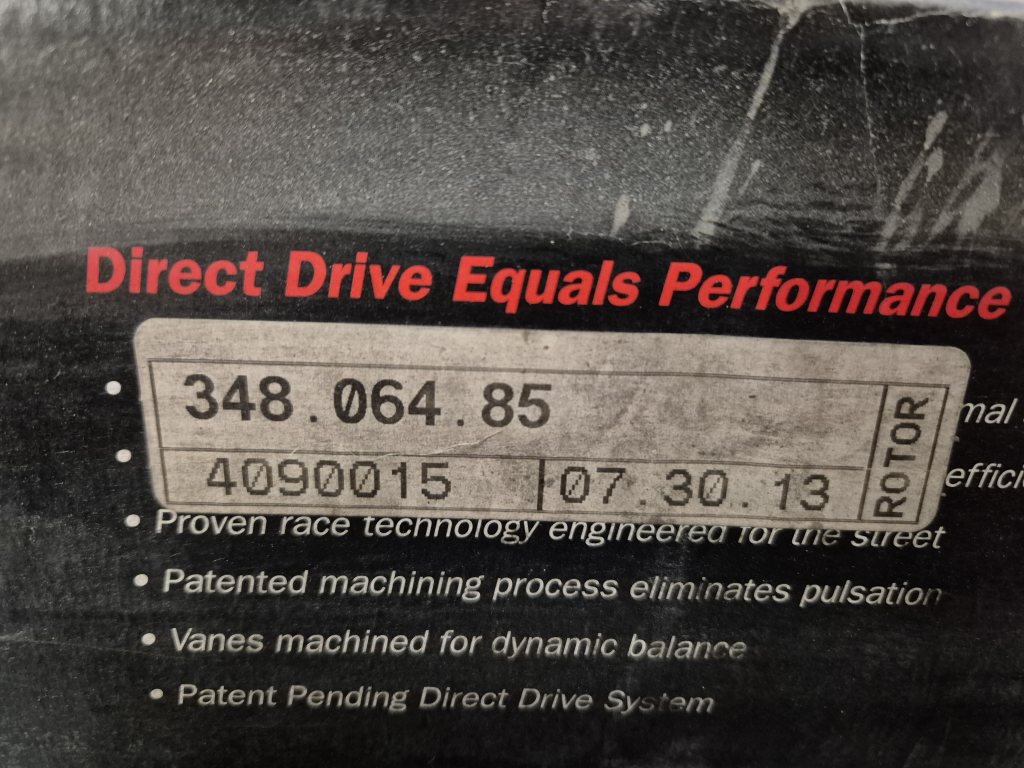 Direct Drive Equals Performance
348.064.85
ROTOR
4090015 07.30.13
• Proven race technology engineered for the street
• Patented machining process eliminates pulsation
• Vanes machined for dynamic balance
• Patent Pending Direct Drive System